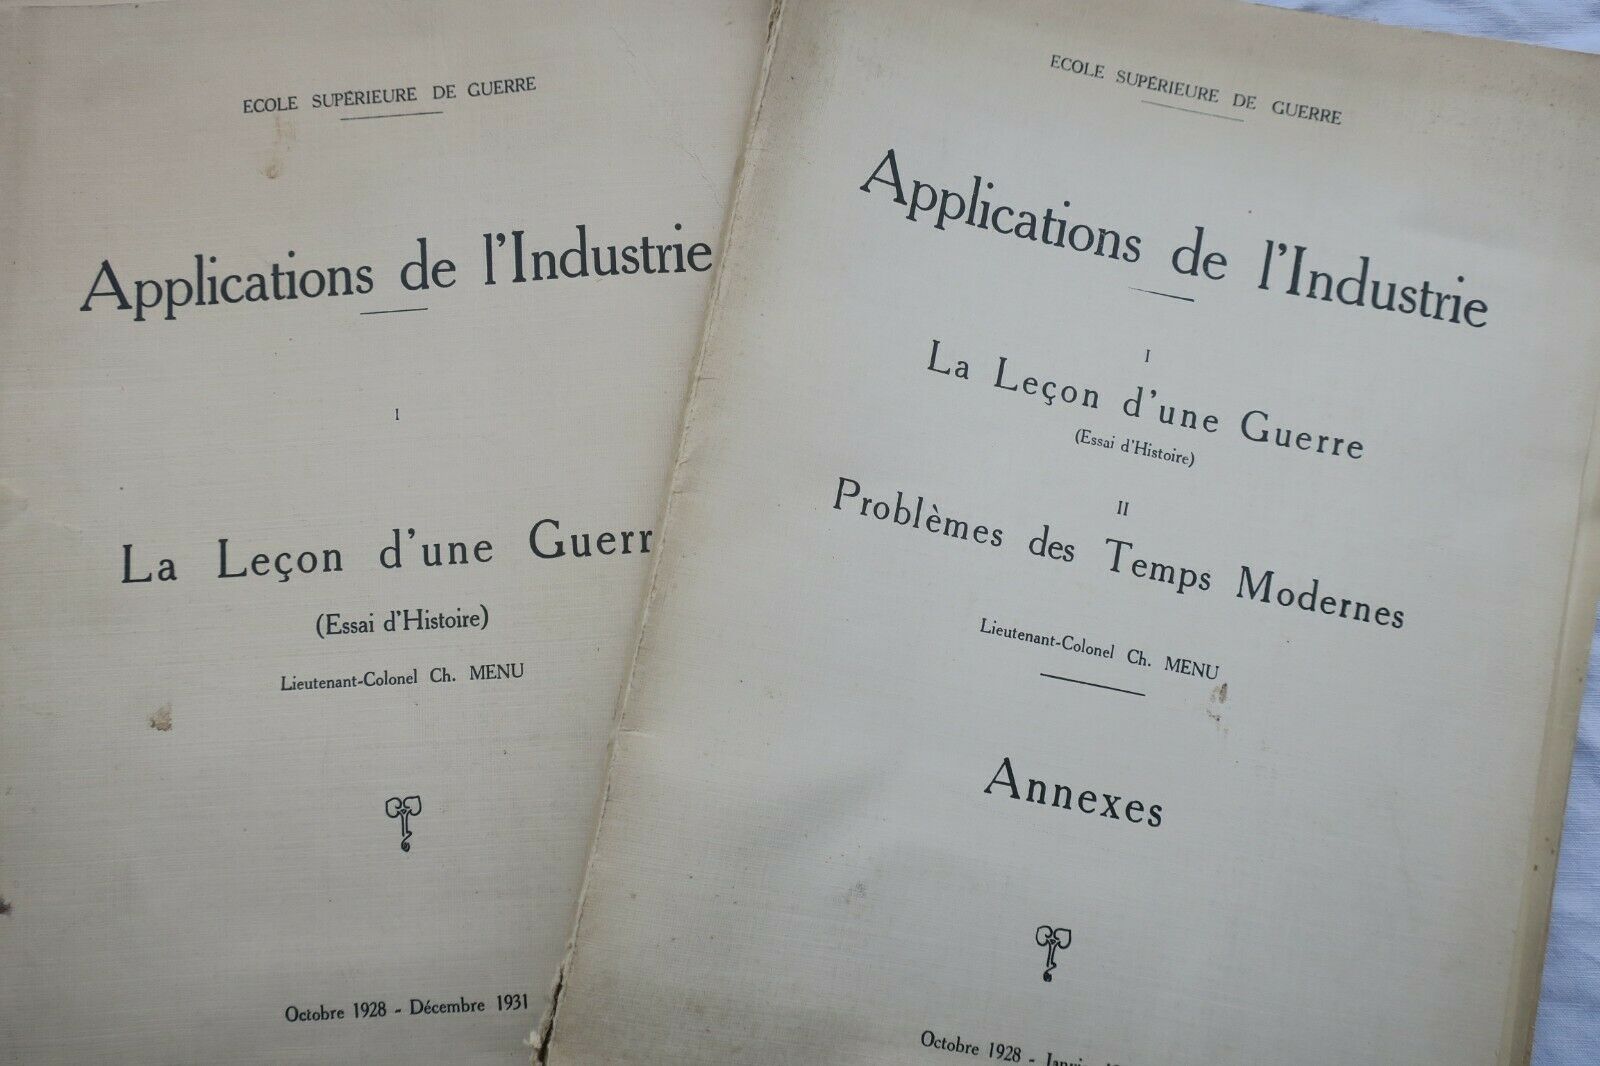 ECOLE SUPÉRIEURE DE GUERRE
Applications de l'Industrie
I
La Leçon d'une Guerr
(Essai d'Histoire)
Lieutenant-Colonel Ch. MENU
Octobre 1928 - Décembre 1931
ECOLE SUPÉRIEURE DE GUERRE
Applications de l'Industrie
I
La Leçon d'une Guerre
(Essai d'Histoire)
II
Problèmes des Temps Modernes
Lieutenant-Colonel Ch. MENU
Annexes
Octobre 1928 - Janvier